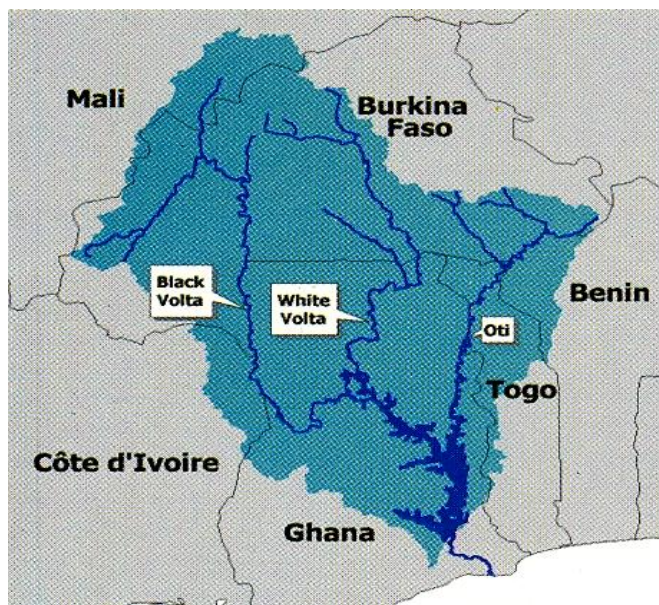 Mali
Burkina
Faso
Black
Volta
White
Volta
Benin
Oti
Togo
Côte d'Ivoire
Ghana